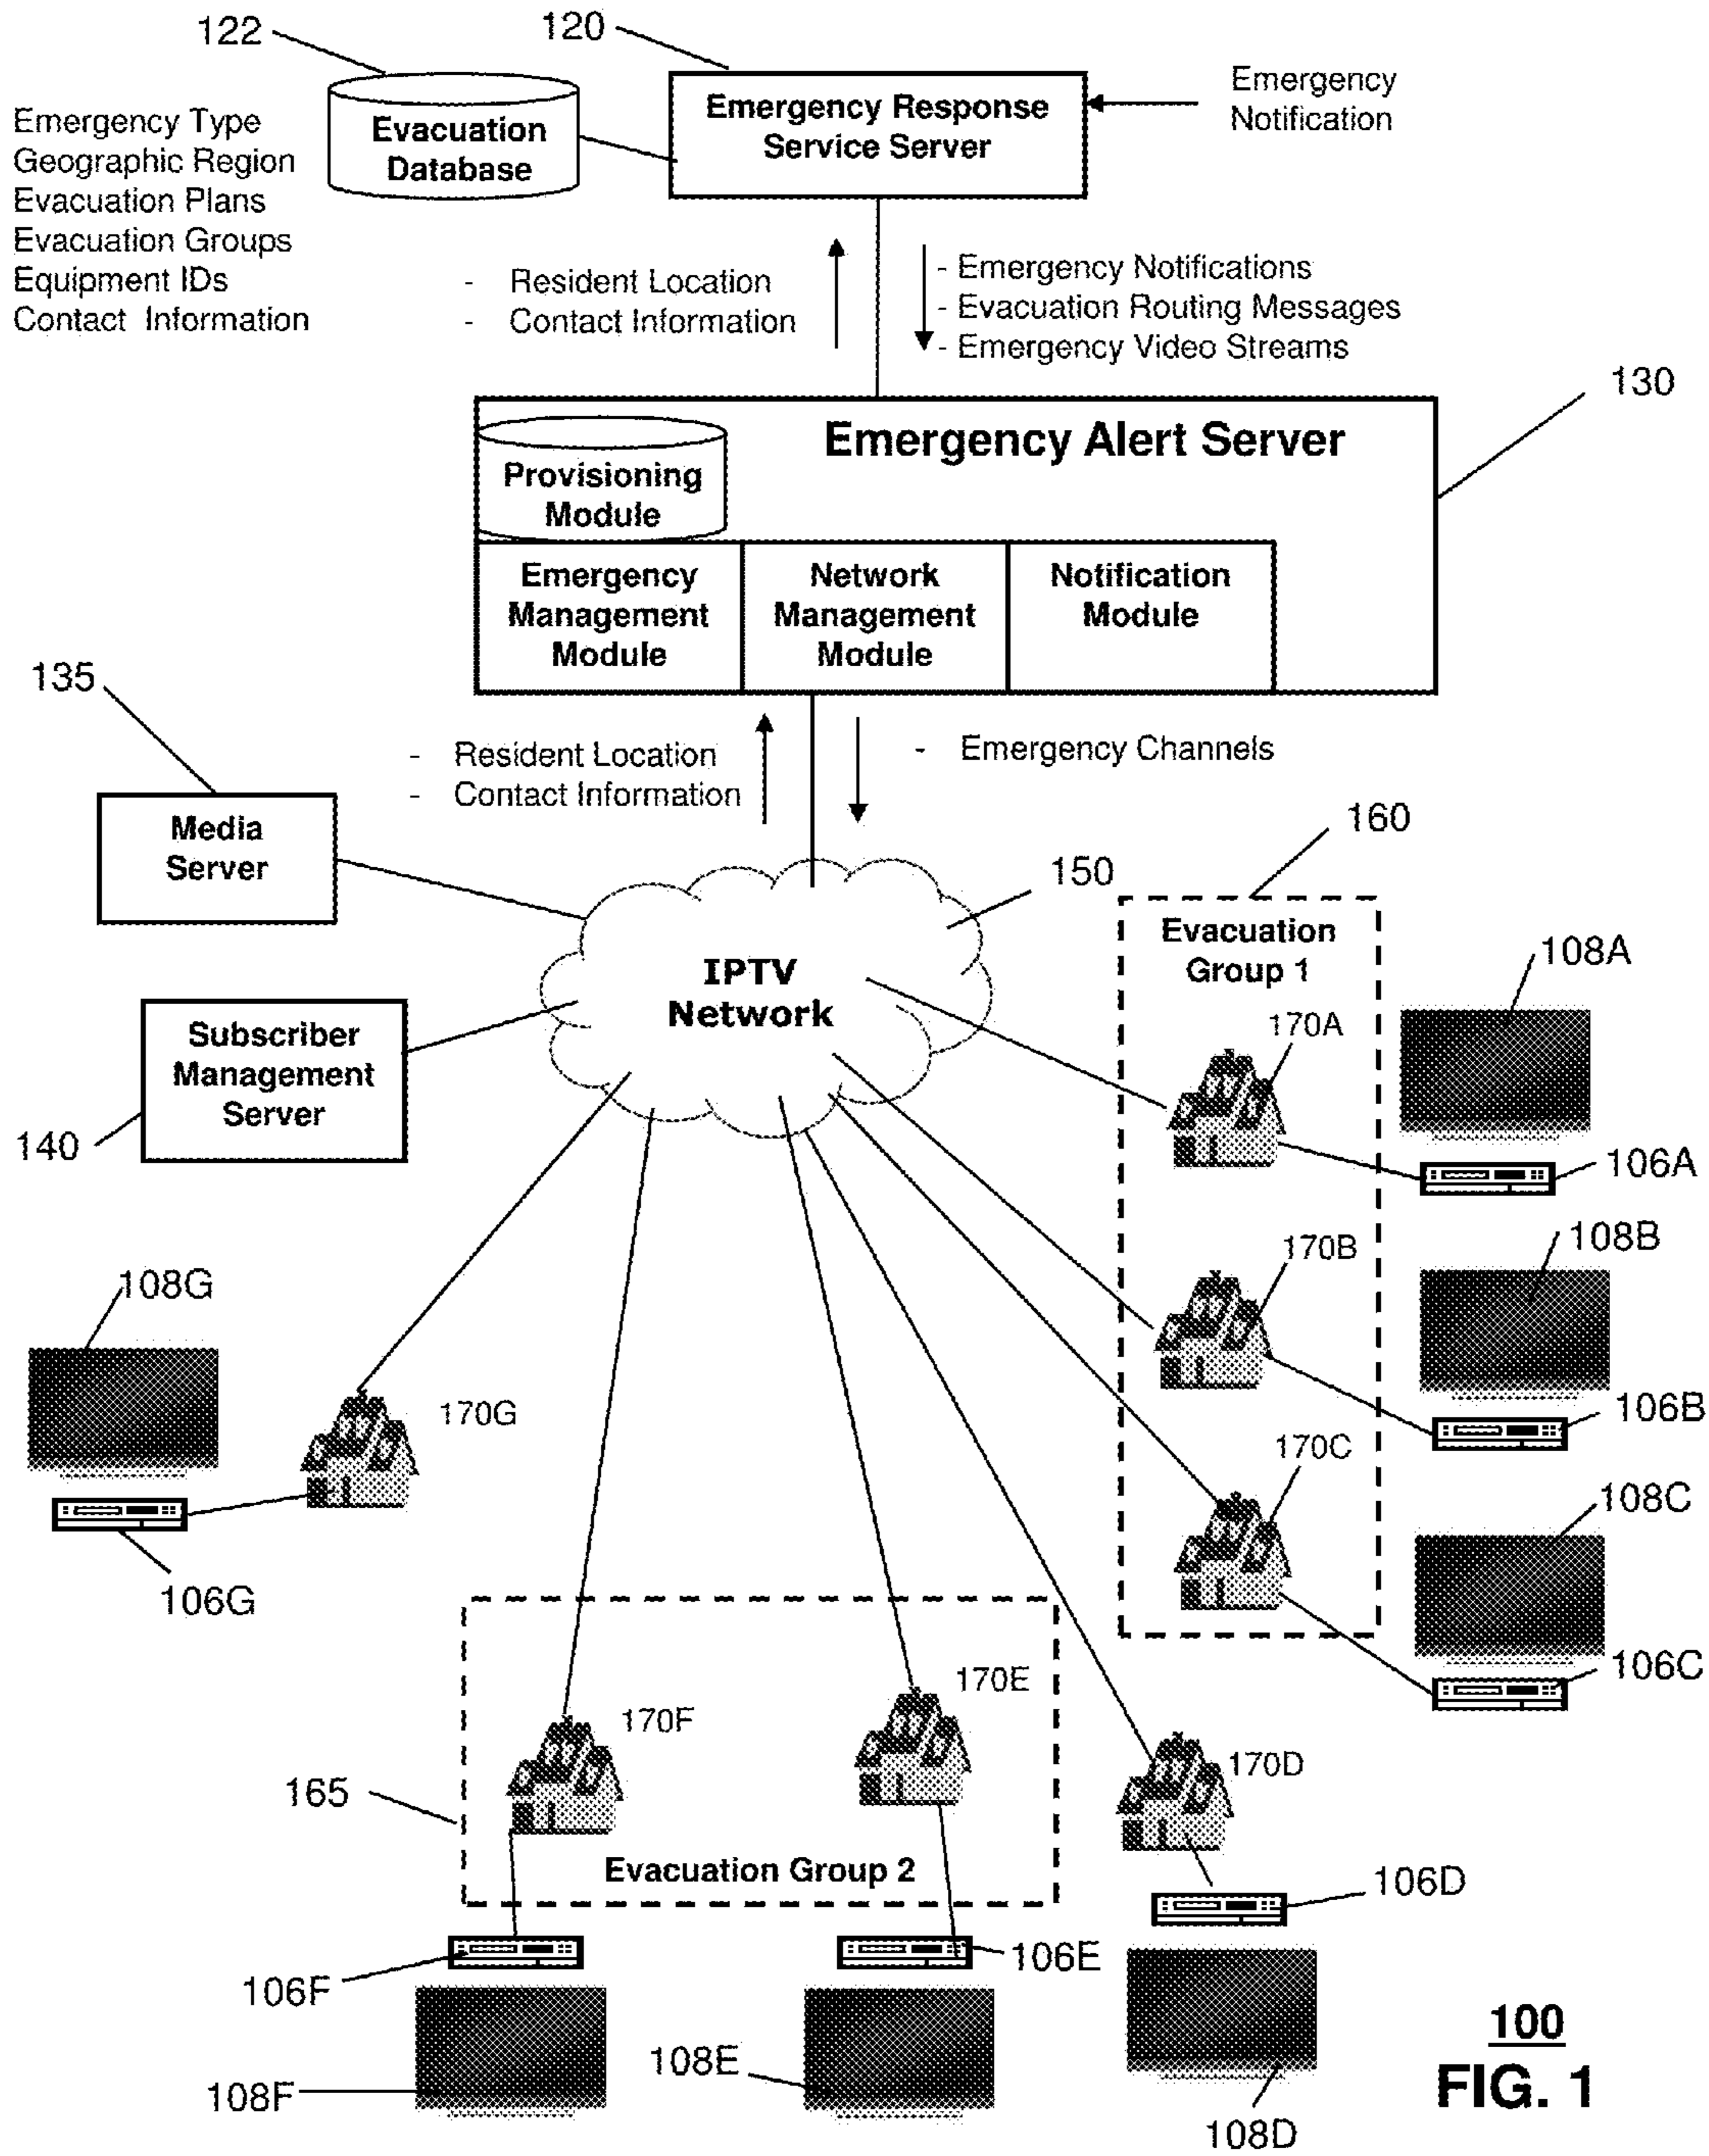 122
120
Emergency Type
Geographic Region
Evacuation Plans
Evacuation Groups
Equipment IDs
Contact Information
Evacuation
Database
Emergency Response
Service Server
Emergency
Notification
- Resident Location
- Contact Information
- Emergency Notifications
- Evacuation Routing Messages
- Emergency Video Streams
130
Emergency Alert Server
Provisioning
Module
Emergency
Management
Module
Network
Management
Module
Notification
Module
135
- Resident Location
- Contact Information
- Emergency Channels
Media
Server
160
150
IPTV
Network
Evacuation
Group 1
108A
170A
Subscriber
Management
Server
140
106A
170B
108B
108G
106B
170G
170C
108C
106G
106C
170E
170F
170D
165
Evacuation Group 2
106D
106E
106F
108E
108F
108D
100
FIG. 1